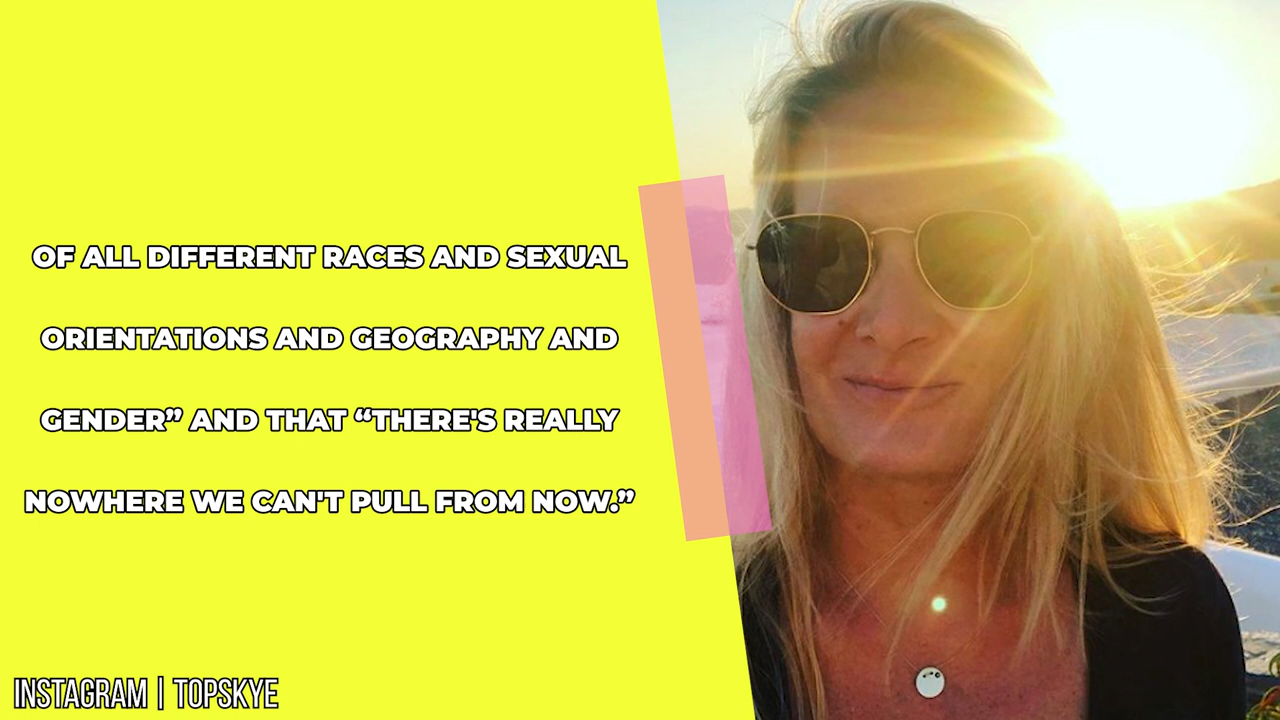 OF ALL DIFFERENT RACES AND SEXUAL
ORIENTATIONS AND GEOGRAPHY AND
GENDER” AND THAT “THERE'S REALLY
NOWHERE WE CAN'T PULL FROM NOW.”
INSTAGRAM | TOPSKYE